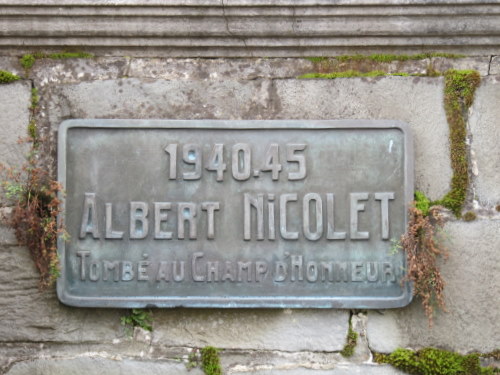 1940.45
ALBERT NiCOLET
TOMBÉ AU CHAMP D'HONNEUR